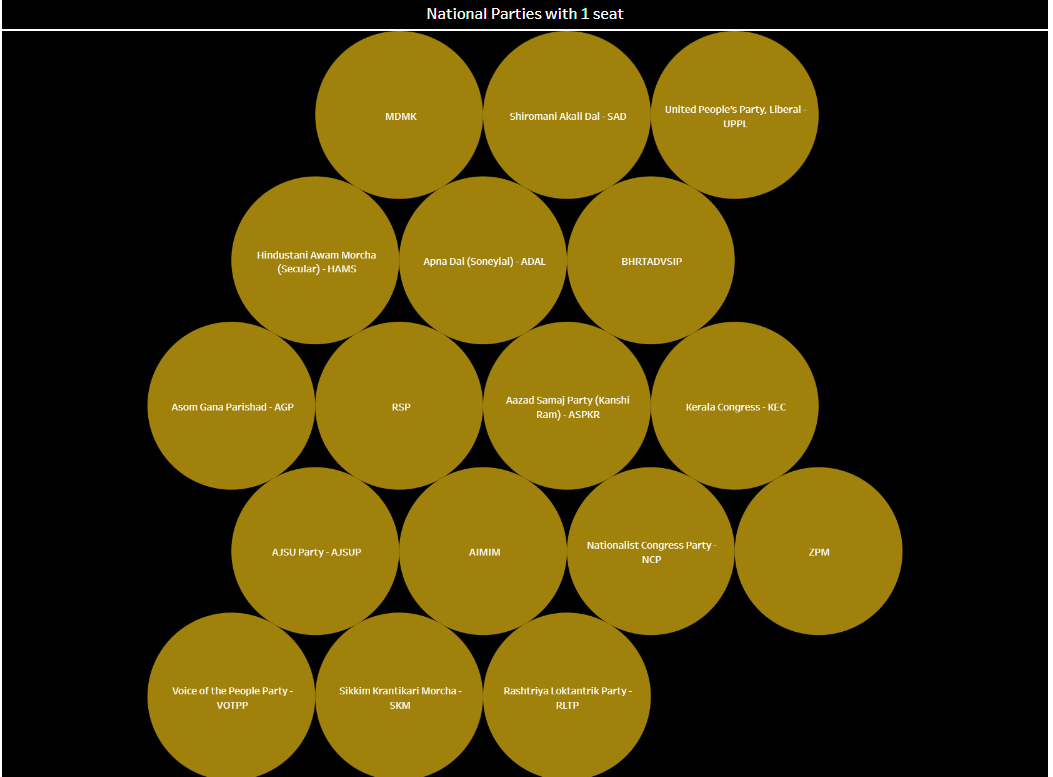 National Parties with 1 seat
MDMK
Shiromani Akali Dal - SAD
United People's Party, Liberal -
UPPL
Hindustani Awam Morcha
(Secular) - HAMS
Apna Dal (Soneylal) - ADAL
BHRTADVSIP
Asom Gana Parishad - AGP
RSP
Aazad Samaj Party (Kanshi
Ram) - ASPKR
Kerala Congress - KEC
AJSU Party - AJSUP
AIMIM
Nationalist Congress Party -
NCP
ZPM
Voice of the People Party -
VOTPP
Sikkim Krantikari Morcha -
SKM
Rashtriya Loktantrik Party -
RLTP